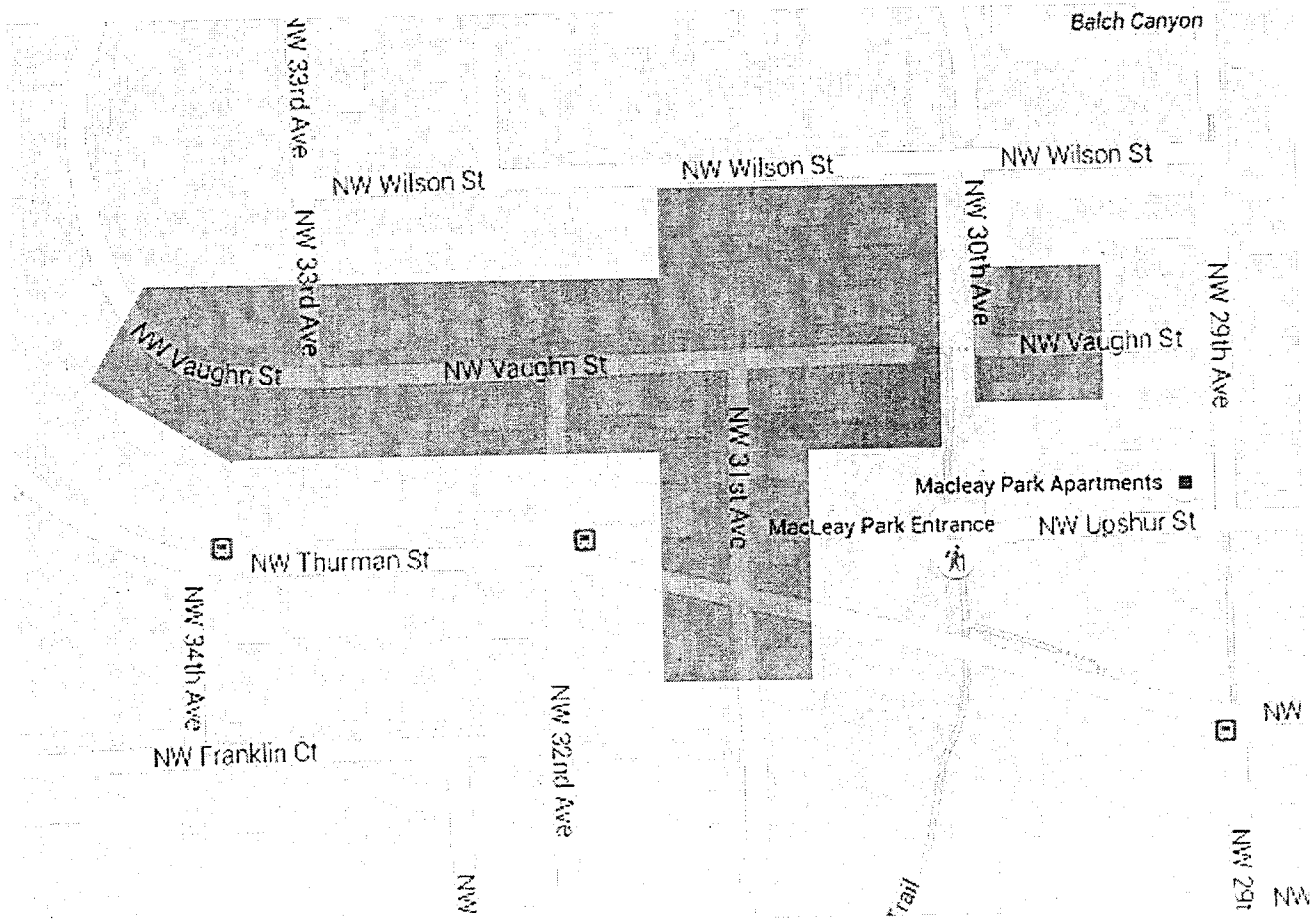 Balch Canyon
NW 33rd Ave
NW Wilson St
NW Wilson St
NW Wilson St
NW 33rd Ave
NW 30th Ave
NW 29th Ave
NW Vaughn St
NW Vaughn St
NW Vaughn St
NW 31st Ave
Macleay Park Apartments
MacLeay Park Entrance
NW Upshur St
NW Thurman St
NW 34th Ave
NW 32nd Ave
NW
NW Franklin Ct
NW
Trail
NW 29t
NW